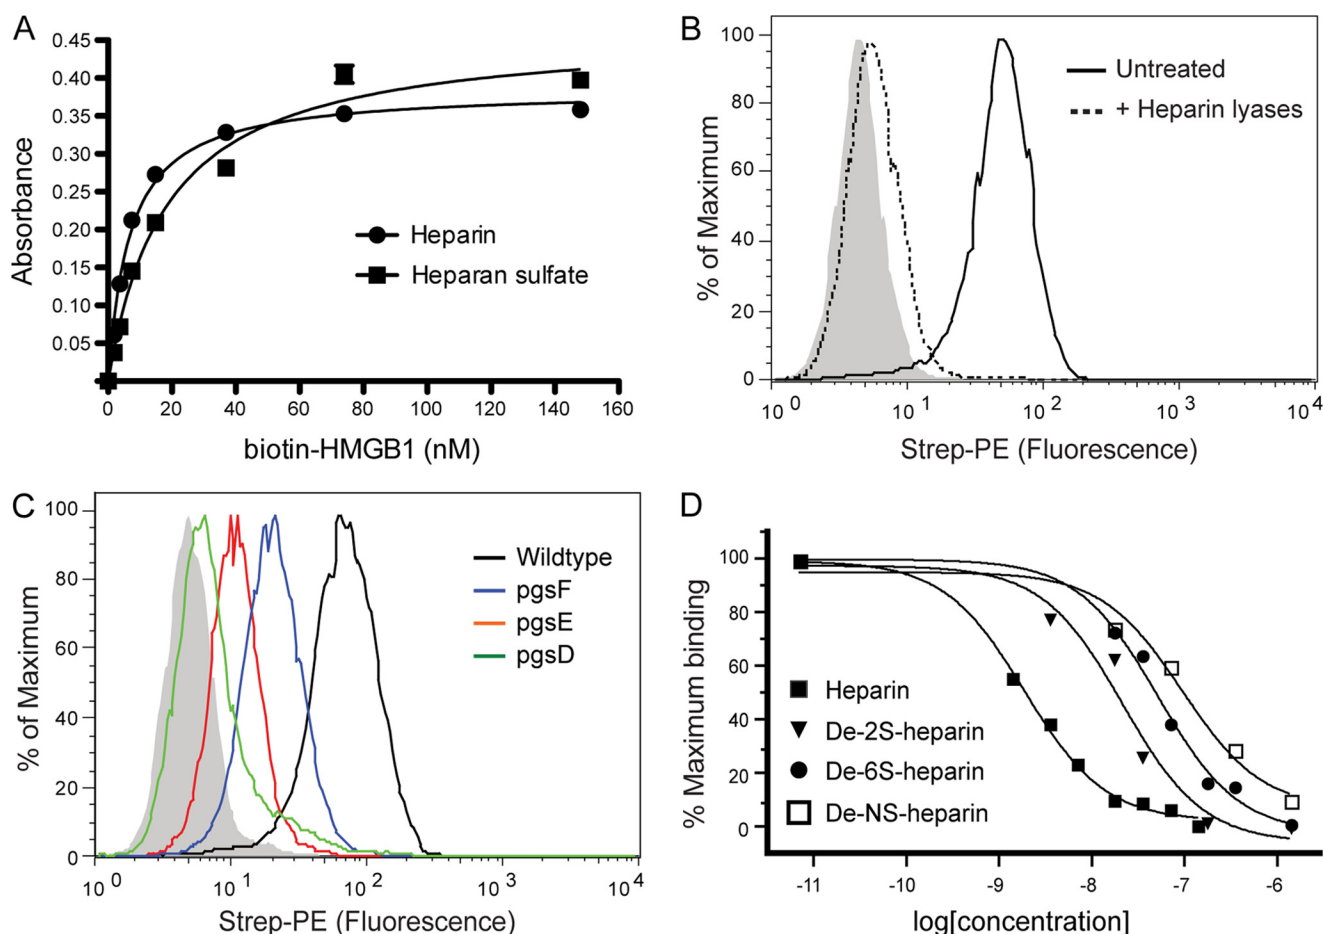 A
Absorbance
0.45
0.40
0.35
0.30
0.25
0.20
0.15
0.10
0.05
0
20
40
60
80
100
120
140
160
biotin-HMGB1 (nM)
Heparin
Heparan sulfate
B
% of Maximum
100
80
60
40
20
0
10 0
10 1
10 2
10 3
10 4
Strep-PE (Fluorescence)
Untreated
+ Heparin lyases
C
% of Maximum
100
80
60
40
20
0
10 0
10 1
10 2
10 3
10 4
Strep-PE (Fluorescence)
Wildtype
pgsF
pgsE
pgsD
D
% Maximum binding
100
80
60
40
20
0
-11
-10
-9
-8
-7
-6
log[concentration]
Heparin
De-2S-heparin
De-6S-heparin
De-NS-heparin